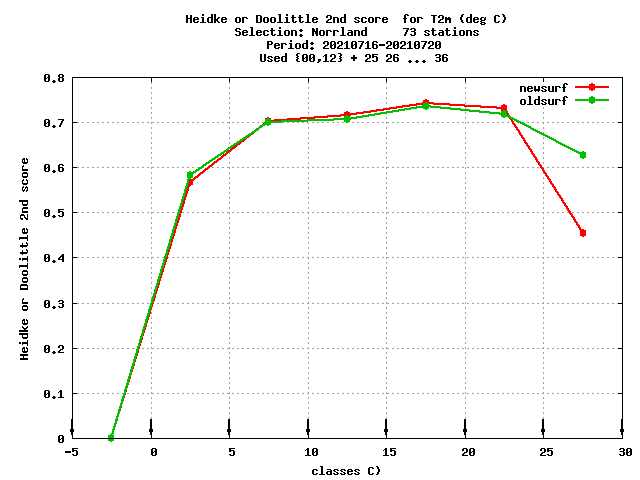 Heidke or Doolittle 2nd score  for T2m (deg C)
Selection: Norrland     73 stations
Period: 20210716-20210720
Used {00,12} + 25 26 ... 36
newsurf
oldsurf
Heidke or Doolittle 2nd score
0.8
0.7
0.6
0.5
0.4
0.3
0.2
0.1
0
-5 0 5 10 15 20 25 30
classes C)